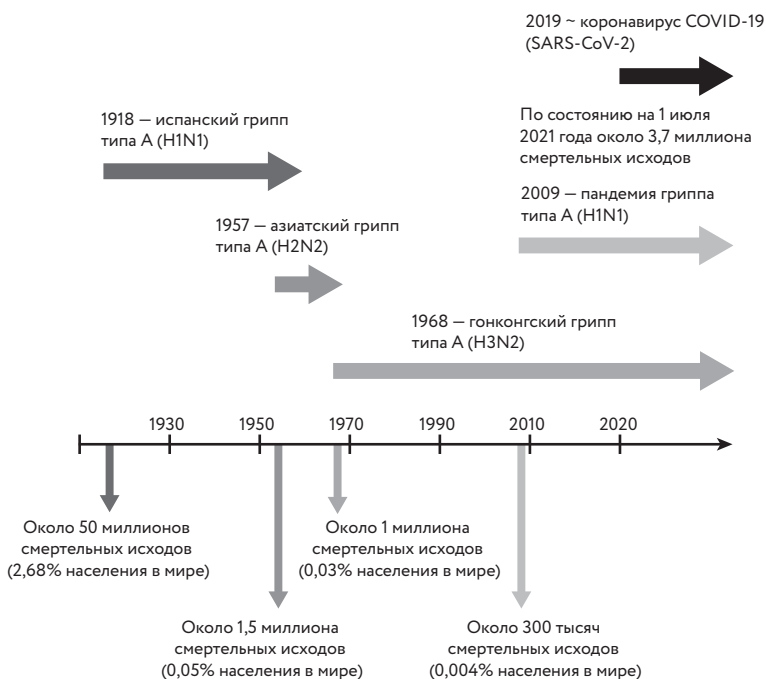 2019 ~ коронавирус COVID-19
(SARS-CoV-2)
По состоянию на 1 июля
2021 года около 3,7 миллиона
смертельных исходов
1918 — испанский грипп
типа А (H1N1)
2009 — пандемия гриппа
типа А (H1N1)
1957 — азиатский грипп
типа А (H2N2)
1968 — гонконгский грипп
типа А (H3N2)
1930 1950 1970 1990 2010 2020
Около 50 миллионов
смертельных исходов
(2,68% населения в мире)
Около 1 миллиона
смертельных исходов
(0,03% населения в мире)
Около 1,5 миллиона
смертельных исходов
(0,05% населения в мире)
Около 300 тысяч
смертельных исходов
(0,004% населения в мире)